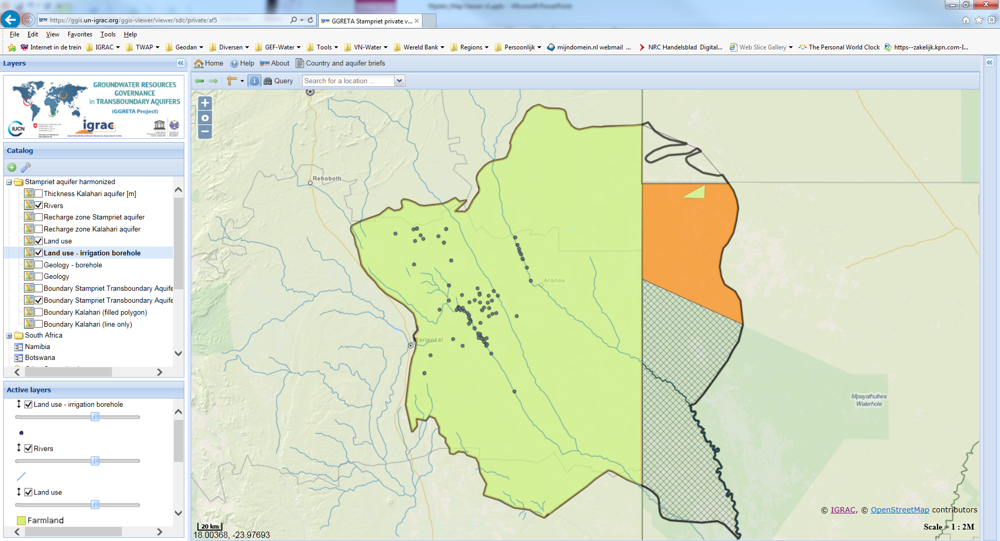 https://ggis.un-igrac.org/ggis-viewer/viewer/sdc/private/af5
igrac GGRETA Stampriet private v...
File Edit View Favorites Tools Help
Internet in de trein IGRAC TWAP Geodan Diversen GEF-Water Tools VN-Water Wereld Bank Regions Persoonlijk mijndomein.nl webmail ... NRC Handelsblad Digital... Web Slice Gallery The Personal World Clock https--zakelijk.kpn.com-I...
Layers
Home Help igrac About Country and aquifer briefs
Query Search for a location ...
GROUNDWATER RESOURCES
GOVERNANCE
in TRANSBOUNDARY AQUIFERS
(GGRETA Project)
IUCN
igrac
Catalog
Stampriet aquifer harmonized
Thickness Kalahari aquifer [m]
Rivers
Recharge zone Stampriet aquifer
Recharge zone Kalahari aquifer
Land use
Land use - irrigation borehole
Geology - borehole
Geology
Boundary Stampriet Transboundary Aquife
Boundary Stampriet Transboundary Aquife
Boundary Kalahari (filled polygon)
Boundary Kalahari (line only)
South Africa
Namibia
Botswana
Active layers
Land use - irrigation borehole
Rivers
Land use
Farmland
Rehoboth
Aranos
Mariental
Mpayathutlwa
Waterhole
© IGRAC, © OpenStreetMap contributors
20 km
Scale = 1 : 2M
18.00368, -23.97693